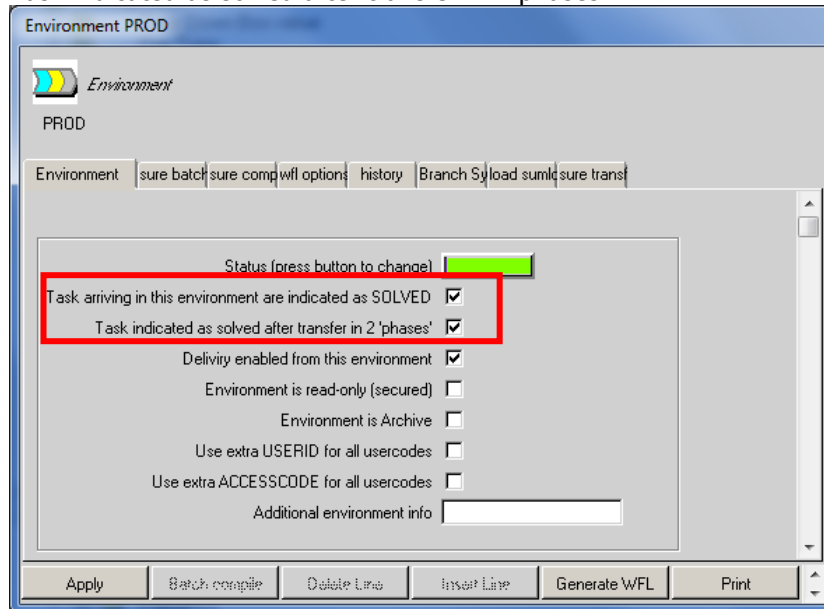 Environment PROD
Environment
PROD
Environment sure batch sure comp wfl options history Branch Sy load sumlo sure transf
Status (press button to change)
Task arriving in this environment are indicated as SOLVED
Task indicated as solved after transfer in 2 'phases'
Delivery enabled from this environment
Environment is read-only (secured)
Environment is Archive
Use extra USERID for all usercodes
Use extra ACCESSCODE for all usercodes
Additional environment info
Apply Batch compile Delete Line Insert Line Generate WFL Print